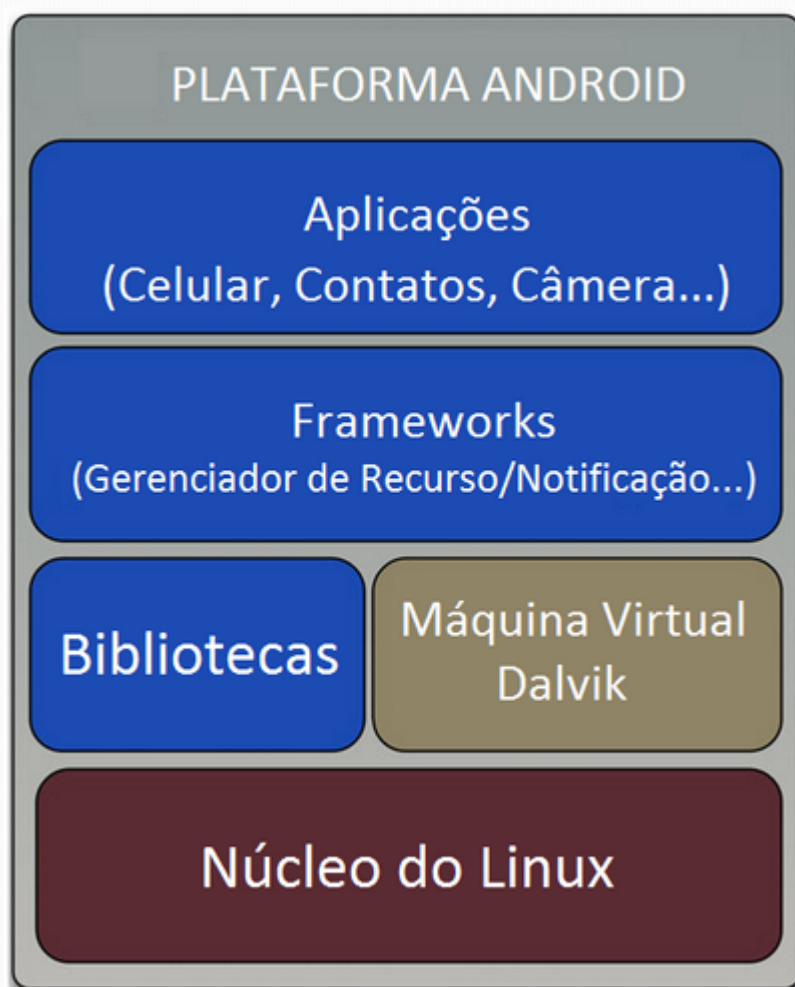 PLATAFORMA ANDROID
Aplicações
(Celular, Contatos, Câmera...)
Frameworks
(Gerenciador de Recurso/Notificação...)
Bibliotecas
Máquina Virtual
Dalvik
Núcleo do Linux